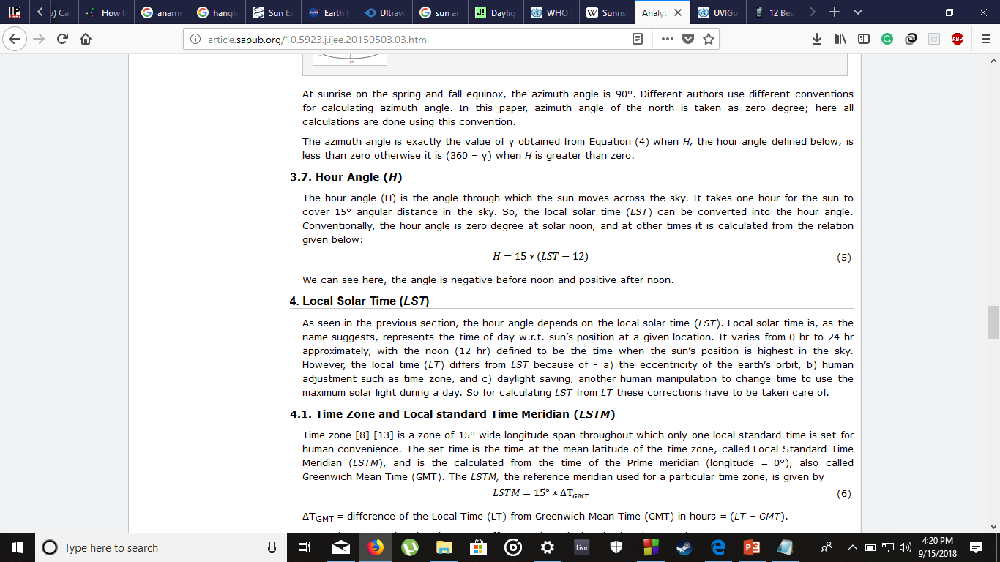 5) Ca
How t
anam
hangl
Sun Ex
Earth
Ultravi
sun an
Daylig
WHO
Sunris
Analyti
UVIGu
12 Bes
article.sapub.org/10.5923.j.ijee.20150503.03.html
At sunrise on the spring and fall equinox, the azimuth angle is 90°. Different authors use different conventions
for calculating azimuth angle. In this paper, azimuth angle of the north is taken as zero degree; here all
calculations are done using this convention.
The azimuth angle is exactly the value of γ obtained from Equation (4) when H, the hour angle defined below, is
less than zero otherwise it is (360 − γ) when H is greater than zero.
3.7. Hour Angle (H)
The hour angle (H) is the angle through which the sun moves across the sky. It takes one hour for the sun to
cover 15° angular distance in the sky. So, the local solar time (LST) can be converted into the hour angle.
Conventionally, the hour angle is zero degree at solar noon, and at other times it is calculated from the relation
given below:
H = 15 ∗ (LST − 12) (5)
We can see here, the angle is negative before noon and positive after noon.
4. Local Solar Time (LST)
As seen in the previous section, the hour angle depends on the local solar time (LST). Local solar time is, as the
name suggests, represents the time of day w.r.t. sun’s position at a given location. It varies from 0 hr to 24 hr
approximately, with the noon (12 hr) defined to be the time when the sun’s position is highest in the sky.
However, the local time (LT) differs from LST because of - a) the eccentricity of the earth’s orbit, b) human
adjustment such as time zone, and c) daylight saving, another human manipulation to change time to use the
maximum solar light during a day. So for calculating LST from LT these corrections have to be taken care of.
4.1. Time Zone and Local standard Time Meridian (LSTM)
Time zone [8] [13] is a zone of 15° wide longitude span throughout which only one local standard time is set for
human convenience. The set time is the time at the mean latitude of the time zone, called Local Standard Time
Meridian (LSTM), and is the calculated from the time of the Prime meridian (longitude = 0°), also called
Greenwich Mean Time (GMT). The LSTM, the reference meridian used for a particular time zone, is given by
LSTM = 15° ∗ ΔTGMT (6)
ΔTGMT = difference of the Local Time (LT) from Greenwich Mean Time (GMT) in hours = (LT − GMT).
Type here to search
Live
4:20 PM
9/15/2018